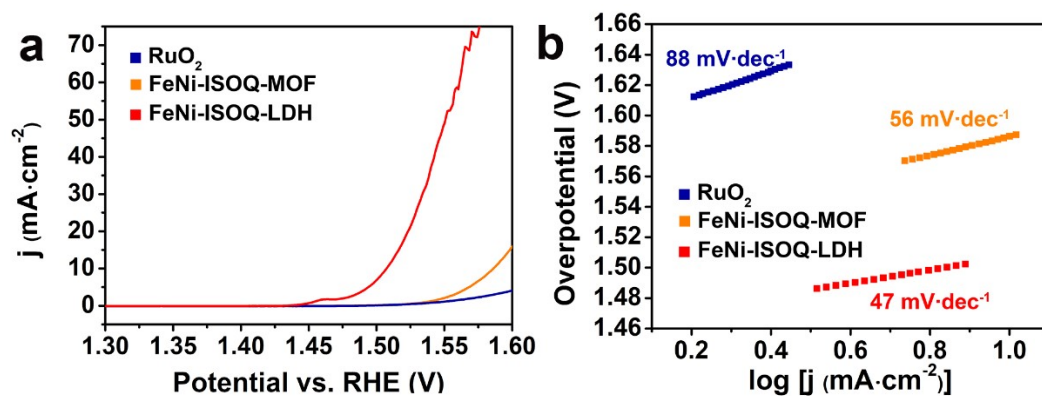 a
75
70
60
50
40
30
20
10
0
j (mA·cm⁻²)
RuO₂
FeNi-ISOQ-MOF
FeNi-ISOQ-LDH
1.30 1.35 1.40 1.45 1.50 1.55 1.60
Potential vs. RHE (V)
b
1.66
1.64
1.62
1.60
1.58
1.56
1.54
1.52
1.50
1.48
1.46
Overpotential (V)
88 mV·dec⁻¹
56 mV·dec⁻¹
RuO₂
FeNi-ISOQ-MOF
FeNi-ISOQ-LDH
47 mV·dec⁻¹
0.2 0.4 0.6 0.8 1.0
log [j (mA·cm⁻²)]